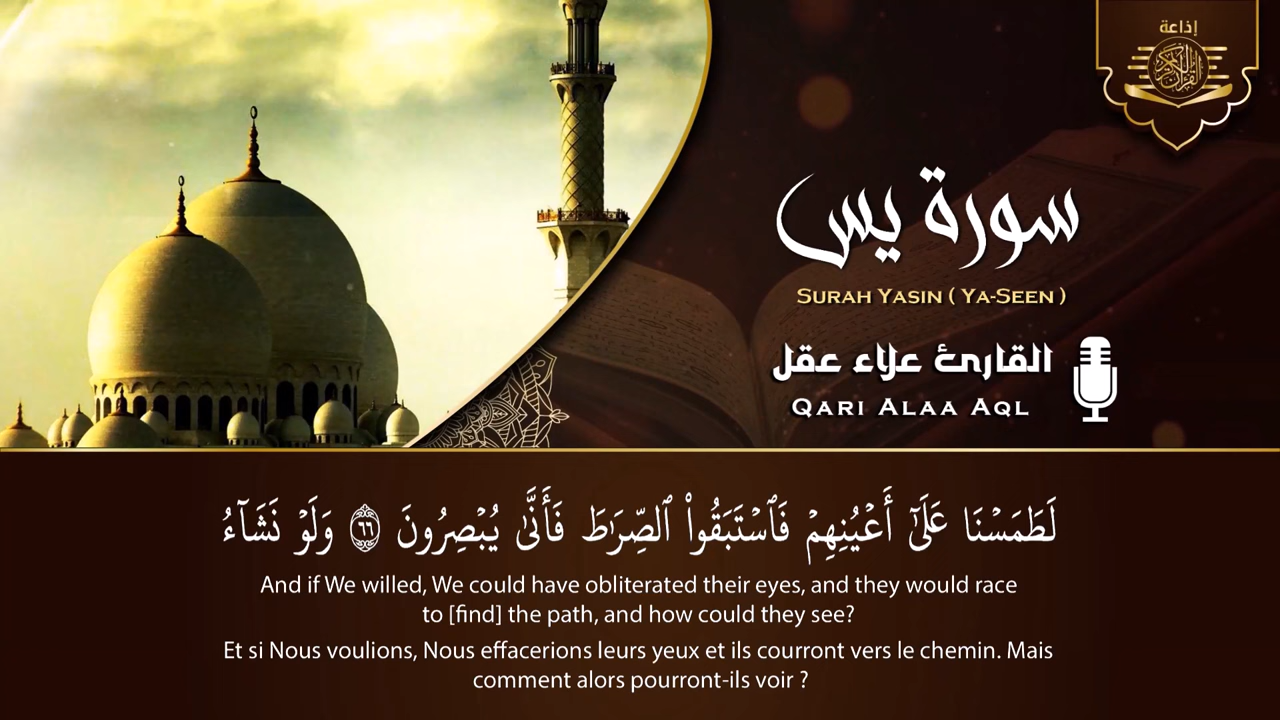 إذاعة
القرآن الكريم
سورة يس
SURAH YASIN ( YA-SEEN )
القارئ علاء عقل
QARI ALAA AQL
لَطَمَسْنَا عَلَىٰٓ أَعْيُنِهِمْ فَٱسْتَبَقُوا۟ ٱلصِّرَٰطَ فَأَنَّىٰ يُبْصِرُونَ ٦٦ وَلَوْ نَشَآءُ
And if We willed, We could have obliterated their eyes, and they would race
to [find] the path, and how could they see?
Et si Nous voulions, Nous effacerions leurs yeux et ils courront vers le chemin. Mais
comment alors pourront-ils voir ?